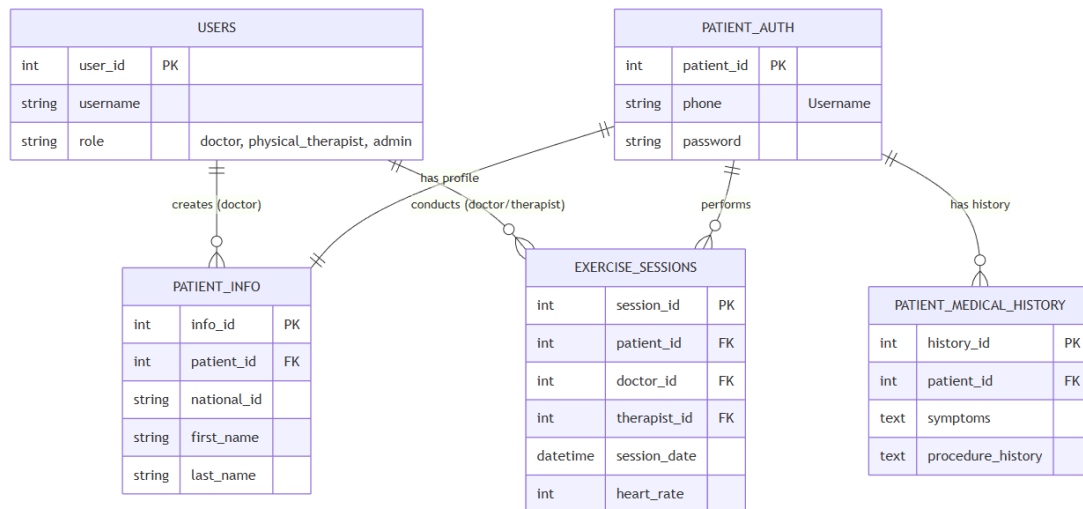 USERS
int user_id PK
string username
string role doctor, physical_therapist, admin
PATIENT_AUTH
int patient_id PK
string phone Username
string password
has profile
creates (doctor)
conducts (doctor/therapist)
performs
has history
PATIENT_INFO
int info_id PK
int patient_id FK
string national_id
string first_name
string last_name
EXERCISE_SESSIONS
int session_id PK
int patient_id FK
int doctor_id FK
int therapist_id FK
datetime session_date
int heart_rate
PATIENT_MEDICAL_HISTORY
int history_id PK
int patient_id FK
text symptoms
text procedure_history